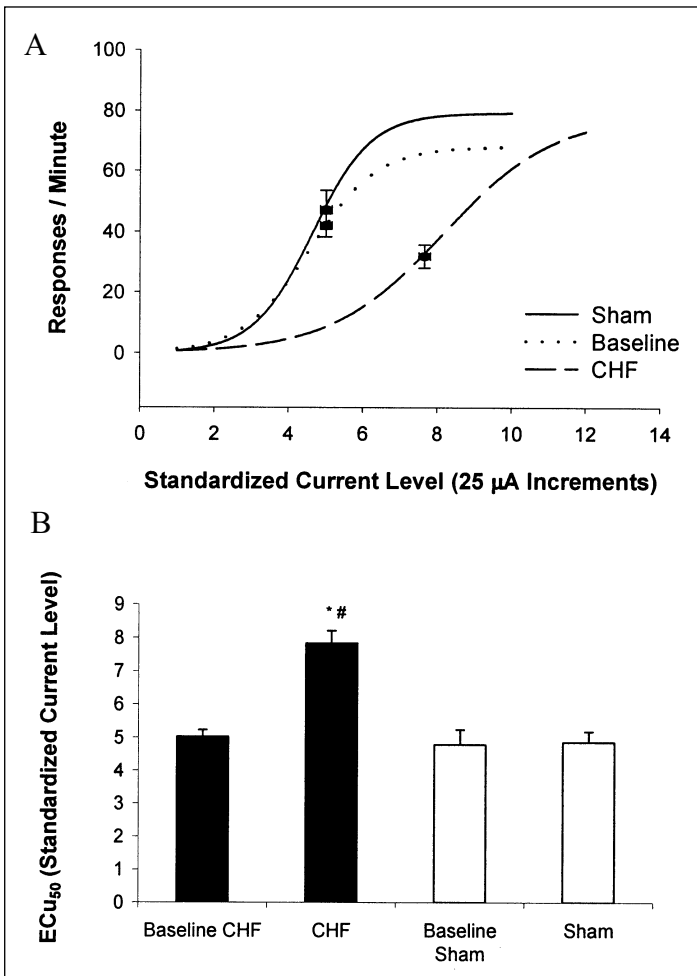 A
100
80
60
40
20
0
Responses / Minute
Sham
Baseline
CHF
0 2 4 6 8 10 12 14
Standardized Current Level (25 µA Increments)
B
9
8
7
6
5
4
3
2
1
0
ECu₅₀ (Standardized Current Level)
* #
Baseline CHF CHF Baseline Sham
Sham